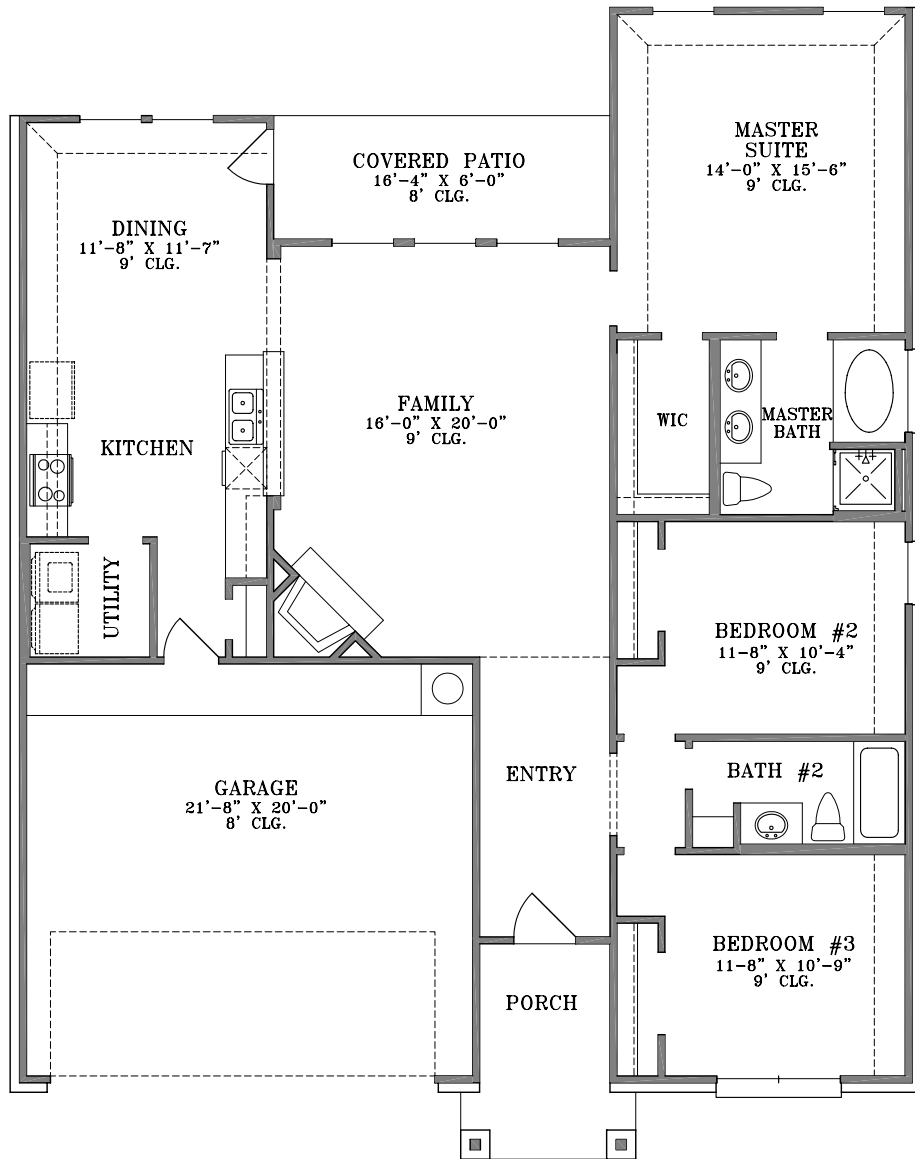 MASTER
SUITE
14'-0" X 15'-6"
9' CLG.
COVERED PATIO
16'-4" X 6'-0"
8' CLG.
DINING
11'-8" X 11'-7"
9' CLG.
FAMILY
16'-0" X 20'-0"
9' CLG.
WIC
MASTER
BATH
KITCHEN
UTILITY
BEDROOM #2
11-8" X 10'-4"
9' CLG.
ENTRY
BATH #2
GARAGE
21'-8" X 20'-0"
8' CLG.
BEDROOM #3
11-8" X 10'-9"
9' CLG.
PORCH